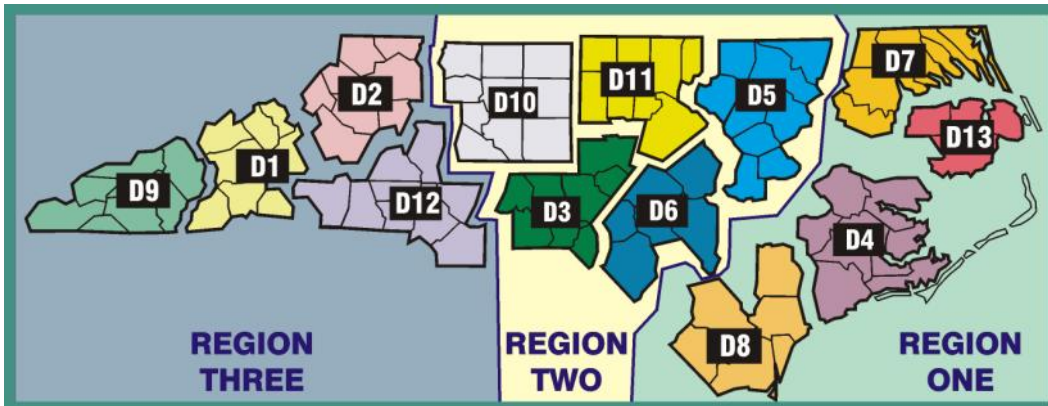 D9
D1
D2
D12
D10
D3
D11
D6
D5
D8
D7
D13
D4
REGION
THREE
REGION
TWO
REGION
ONE